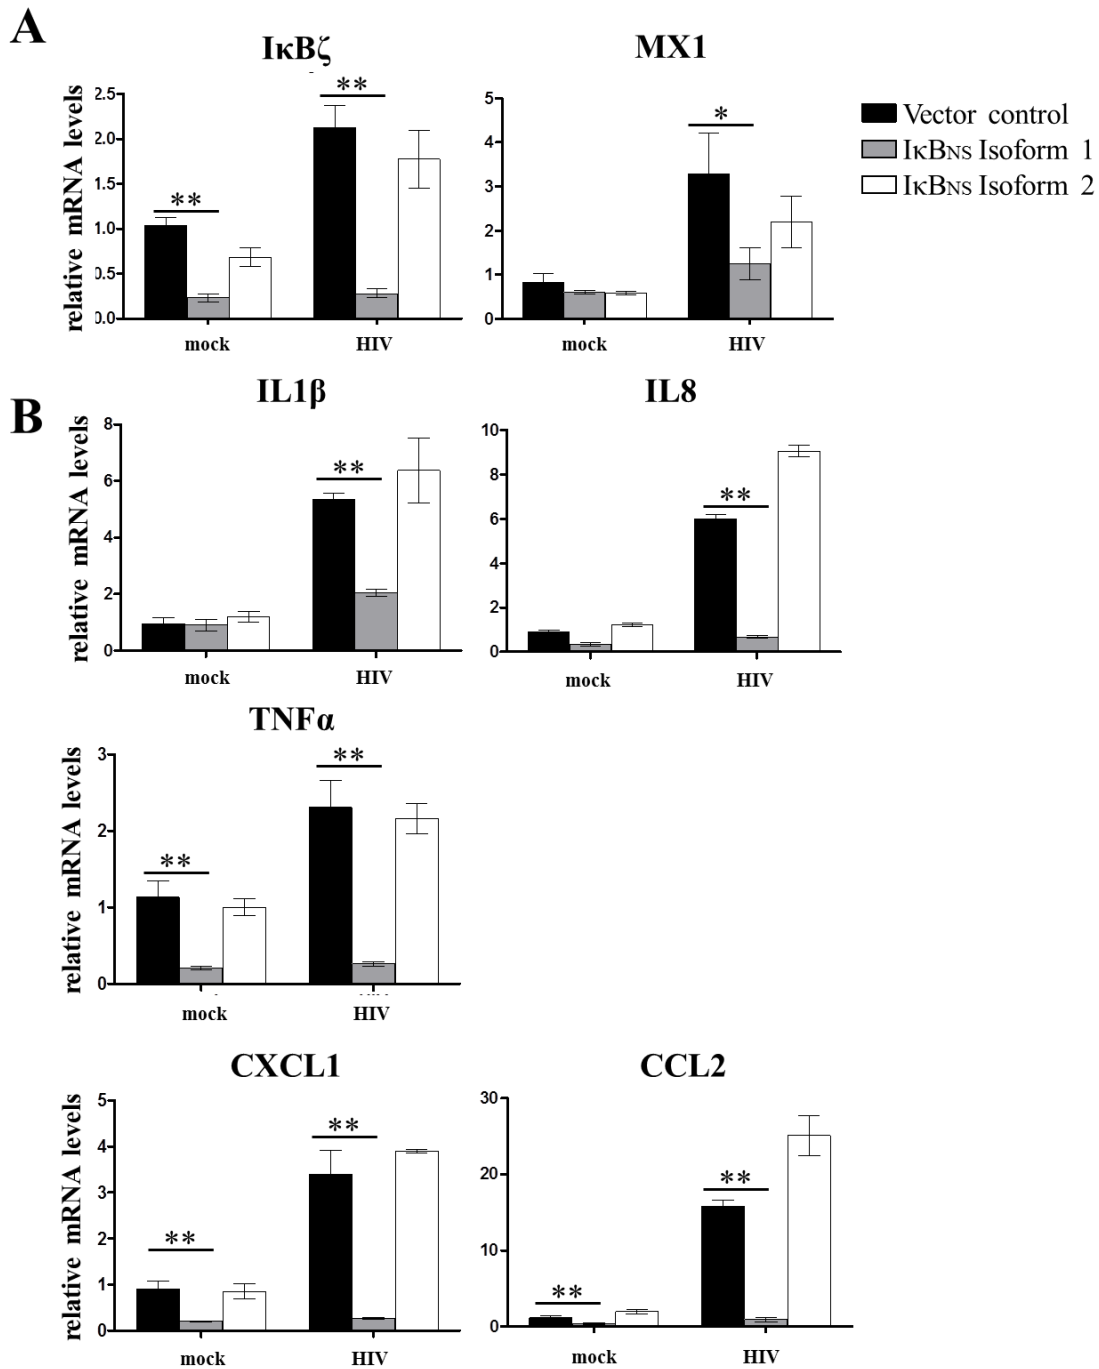 A
IκBζ
MX1
relative mRNA levels
2.5
2.0
1.5
1.0
0.5
0.0
**
**
mock
HIV
5
4
3
2
1
0
*
mock
HIV
Vector control
IκBNS Isoform 1
IκBNS Isoform 2
B
IL1β
IL8
relative mRNA levels
8
6
4
2
0
**
mock
HIV
10
8
6
4
2
0
**
mock
HIV
TNFα
relative mRNA levels
3
2
1
0
**
**
mock
HIV
CXCL1
CCL2
relative mRNA levels
5
4
3
2
1
0
**
**
mock
HIV
30
20
10
0
**
**
mock
HIV